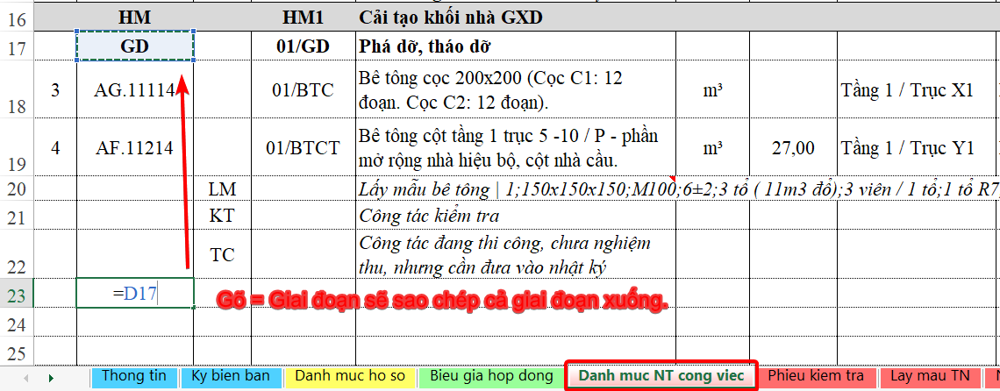 16 HM HM1 Cải tạo khối nhà GXD
17 GD 01/GD Phá dỡ, tháo dỡ
18 3 AG.11114 01/BTC Bê tông cọc 200x200 (Cọc C1: 12
đoạn. Cọc C2: 12 đoạn). m³ Tầng 1 / Trục X1
19 4 AF.11214 01/BTCT Bê tông cột tầng 1 trục 5 -10 / P - phần
mở rộng nhà hiệu bộ, cột nhà cầu. m³ 27,00 Tầng 1 / Trục Y1
20 LM Lấy mẫu bê tông | 1;150x150x150;M100;6±2;3 tổ ( 11m3 đổ);3 viên / 1 tổ;1 tổ R7
21 KT Công tác kiểm tra
22 TC Công tác đang thi công, chưa nghiệm
thu, nhưng cần đưa vào nhật ký
23 =D17 Gõ = Giai đoạn sẽ sao chép cả giai đoạn xuống.
24
25
Thong tin Ky bien ban Danh muc ho so Bieu gia hop dong Danh muc NT cong viec Phieu kiem tra Lay mau TN